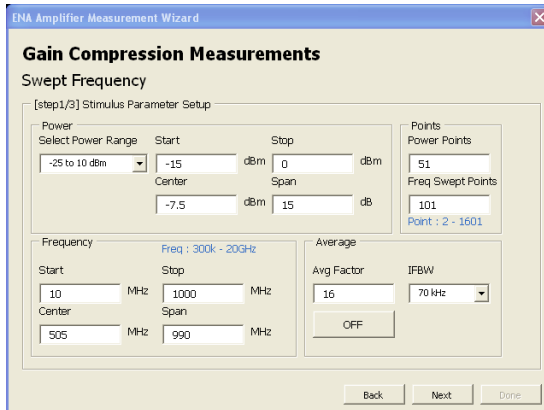 ENA Amplifier Measurement Wizard
Gain Compression Measurements
Swept Frequency
[step1/3] Stimulus Parameter Setup
Power
Select Power Range Start Stop
-25 to 10 dBm -15 dBm 0 dBm
Center Span
-7.5 dBm 15 dB
Points
Power Points
51
Freq Swept Points
101
Point : 2 - 1601
Frequency
Freq : 300k - 20GHz
Start Stop
10 MHz 1000 MHz
Center Span
505 MHz 990 MHz
Average
Avg Factor IFBW
16 70 kHz
OFF
Back Next Done